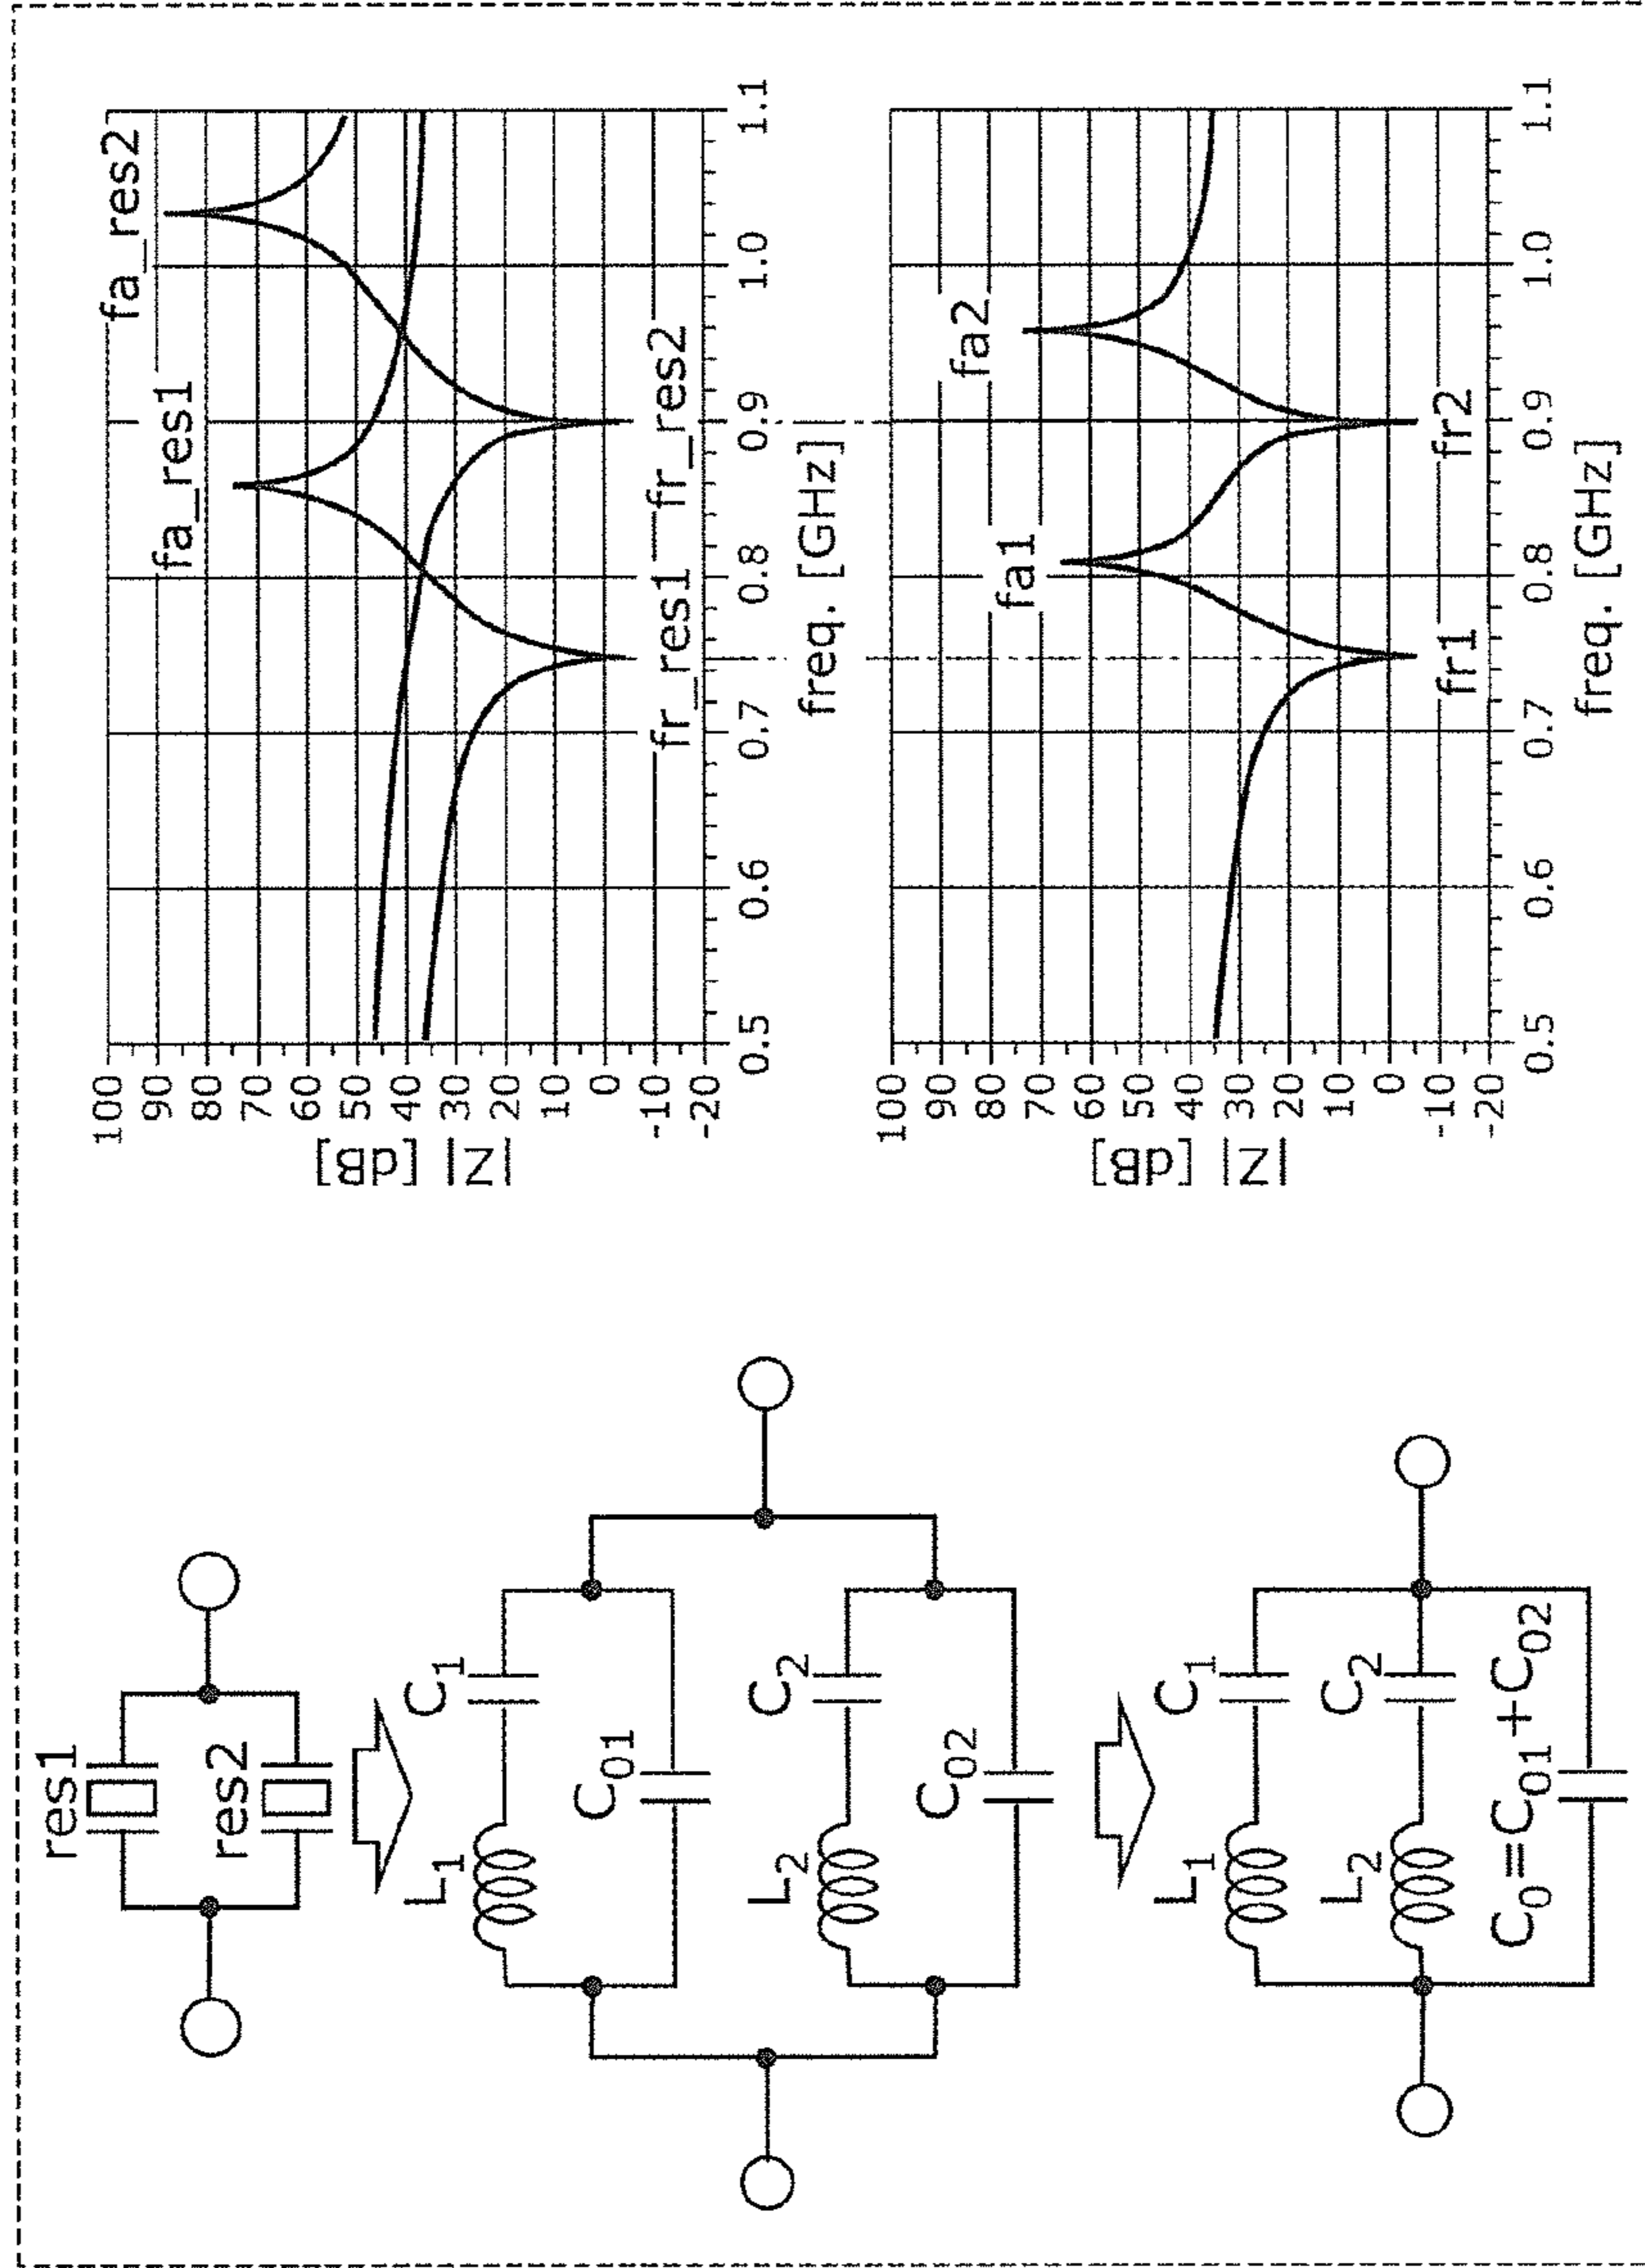 res1
res2
L1 C1
C01
L2 C2
C02
L1 C1
L2 C2
C0=C01+C02
fa_res1 fa_res2
100
90
80
70
60
50
40
30
20
10
0
-10
-20
|Z| [dB]
fr_res1 fr_res2
0.5 0.6 0.7 0.8 0.9 1.0 1.1
freq. [GHz]
fa1 fa2
100
90
80
70
60
50
40
30
20
10
0
-10
-20
|Z| [dB]
fr1 fr2
0.5 0.6 0.7 0.8 0.9 1.0 1.1
freq. [GHz]